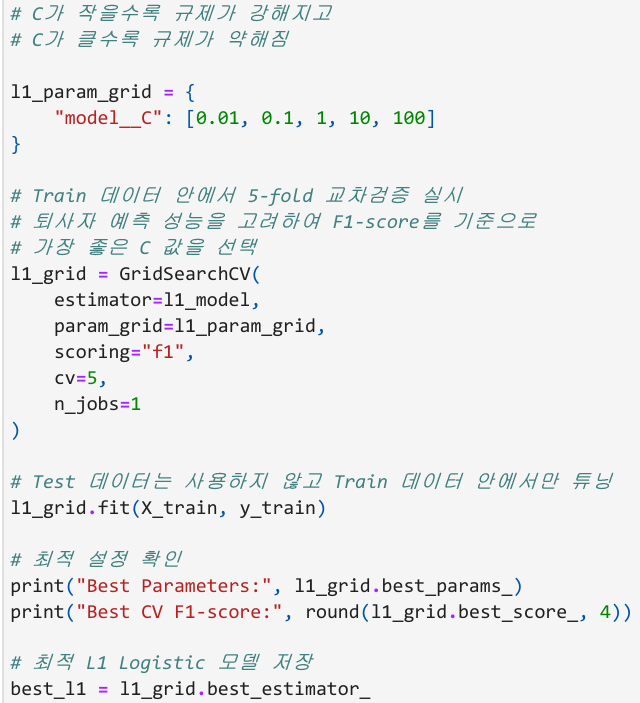 # C가 작을수록 규제가 강해지고
# C가 클수록 규제가 약해짐
l1_param_grid = {
    "model__C": [0.01, 0.1, 1, 10, 100]
}
# Train 데이터 안에서 5-fold 교차검증 실시
# 퇴사자 예측 성능을 고려하여 F1-score를 기준으로
# 가장 좋은 C 값을 선택
l1_grid = GridSearchCV(
    estimator=l1_model,
    param_grid=l1_param_grid,
    scoring="f1",
    cv=5,
    n_jobs=1
)
# Test 데이터는 사용하지 않고 Train 데이터 안에서만 튜닝
l1_grid.fit(X_train, y_train)
# 최적 설정 확인
print("Best Parameters:", l1_grid.best_params_)
print("Best CV F1-score:", round(l1_grid.best_score_, 4))
# 최적 L1 Logistic 모델 저장
best_l1 = l1_grid.best_estimator_